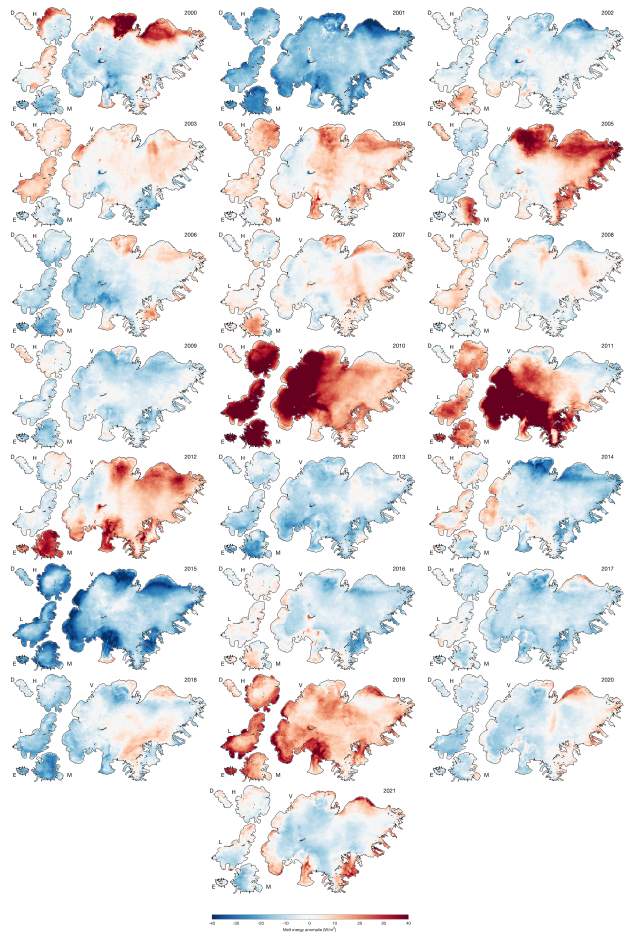 2000
D H V
L
E M
2001
D H V
L
E M
2002
D H V
L
E M
2003
D H V
L
E M
2004
D H V
L
E M
2005
D H V
L
E M
2006
D H V
L
E M
2007
D H V
L
E M
2008
D H V
L
E M
2009
D H V
L
E M
2010
D H V
L
E M
2011
D H V
L
E M
2012
D H V
L
E M
2013
D H V
L
E M
2014
D H V
L
E M
2015
D H V
L
E M
2016
D H V
L
E M
2017
D H V
L
E M
2018
D H V
L
E M
2019
D H V
L
E M
2020
D H V
L
E M
2021
D H V
L
E M
-40 -30 -20 -10 0 10 20 30 40
Melt energy anomalie (W/m²)